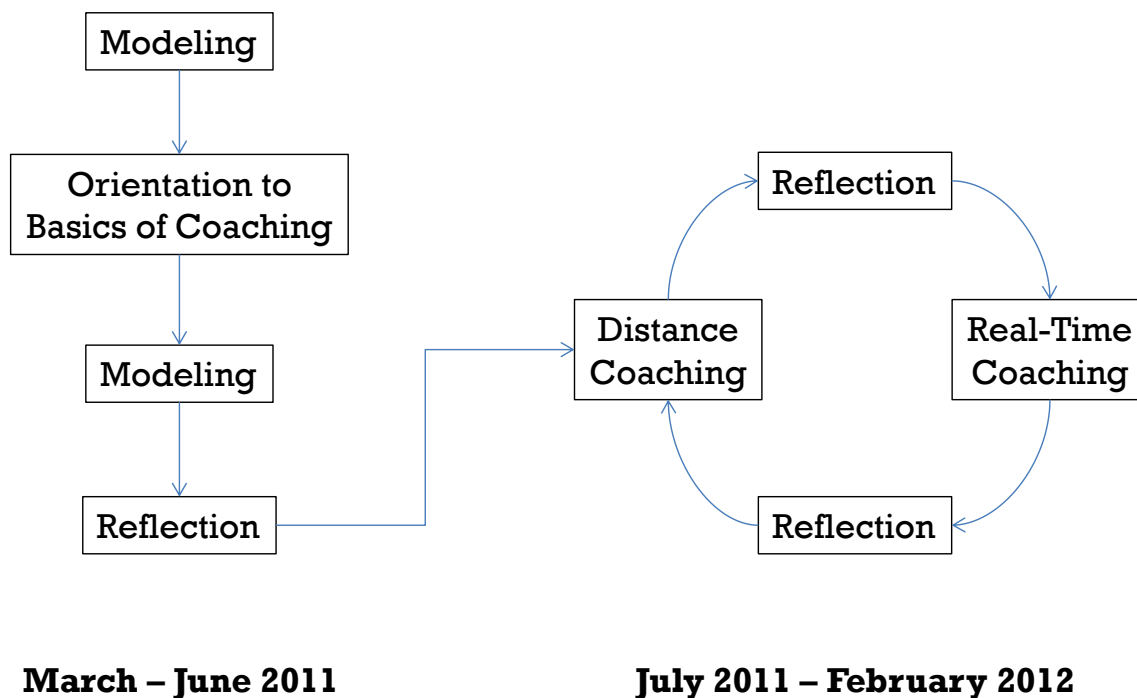 Modeling
Orientation to
Basics of Coaching
Modeling
Reflection
Reflection
Distance
Coaching
Real-Time
Coaching
Reflection
March – June 2011
July 2011 – February 2012